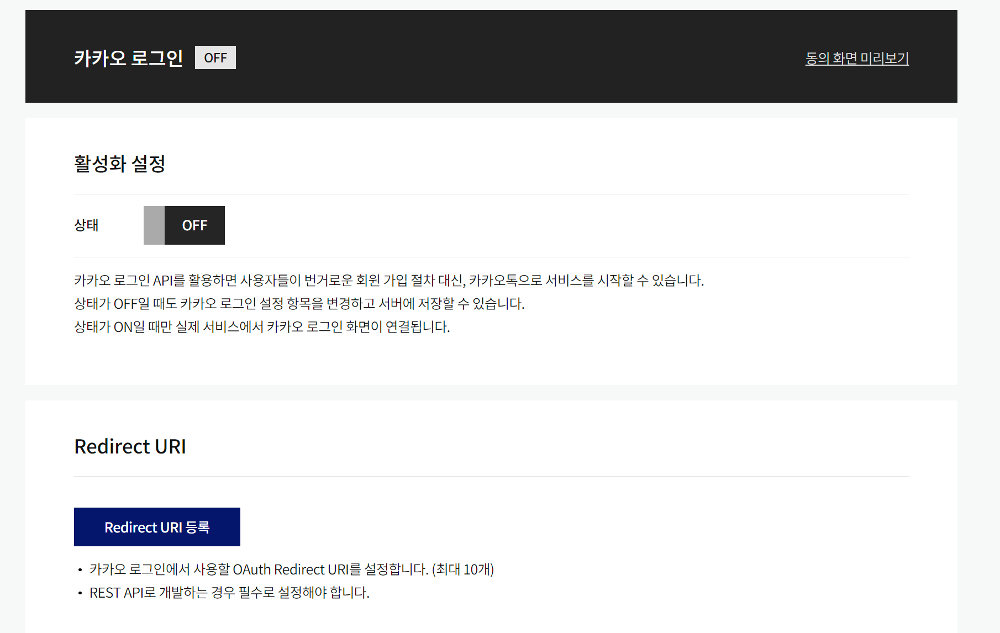 카카오 로그인 OFF 동의 화면 미리보기
활성화 설정
상태 OFF
카카오 로그인 API를 활용하면 사용자들이 번거로운 회원 가입 절차 대신, 카카오톡으로 서비스를 시작할 수 있습니다.
상태가 OFF일 때도 카카오 로그인 설정 항목을 변경하고 서버에 저장할 수 있습니다.
상태가 ON일 때만 실제 서비스에서 카카오 로그인 화면이 연결됩니다.
Redirect URI
Redirect URI 등록
• 카카오 로그인에서 사용할 OAuth Redirect URI를 설정합니다. (최대 10개)
• REST API로 개발하는 경우 필수로 설정해야 합니다.